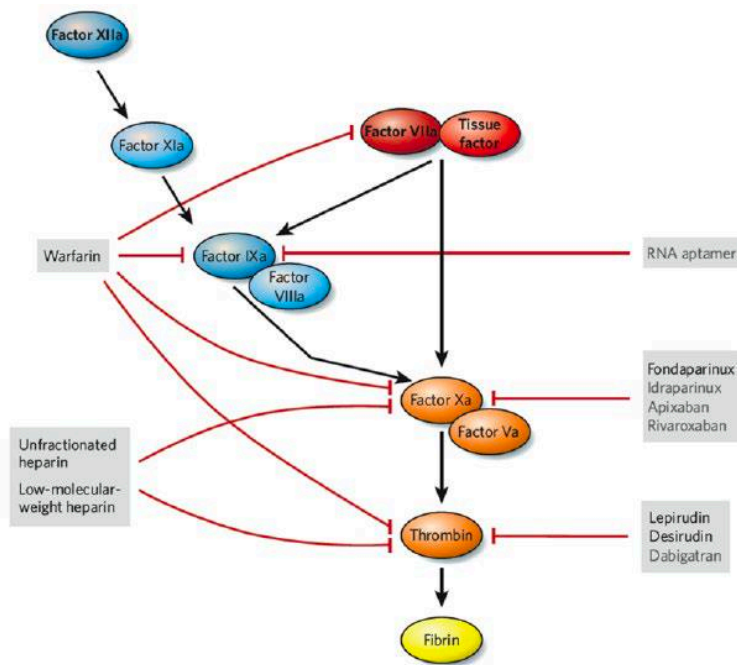 Factor XIIa
Factor XIa
Factor VIIa
Tissue
factor
Warfarin
Factor IXa
Factor
VIIIa
RNA aptamer
Factor Xa
Factor Va
Fondaparinux
Idraparinux
Apixaban
Rivaroxaban
Unfractionated
heparin
Low-molecular-
weight heparin
Thrombin
Lepirudin
Desirudin
Dabigatran
Fibrin